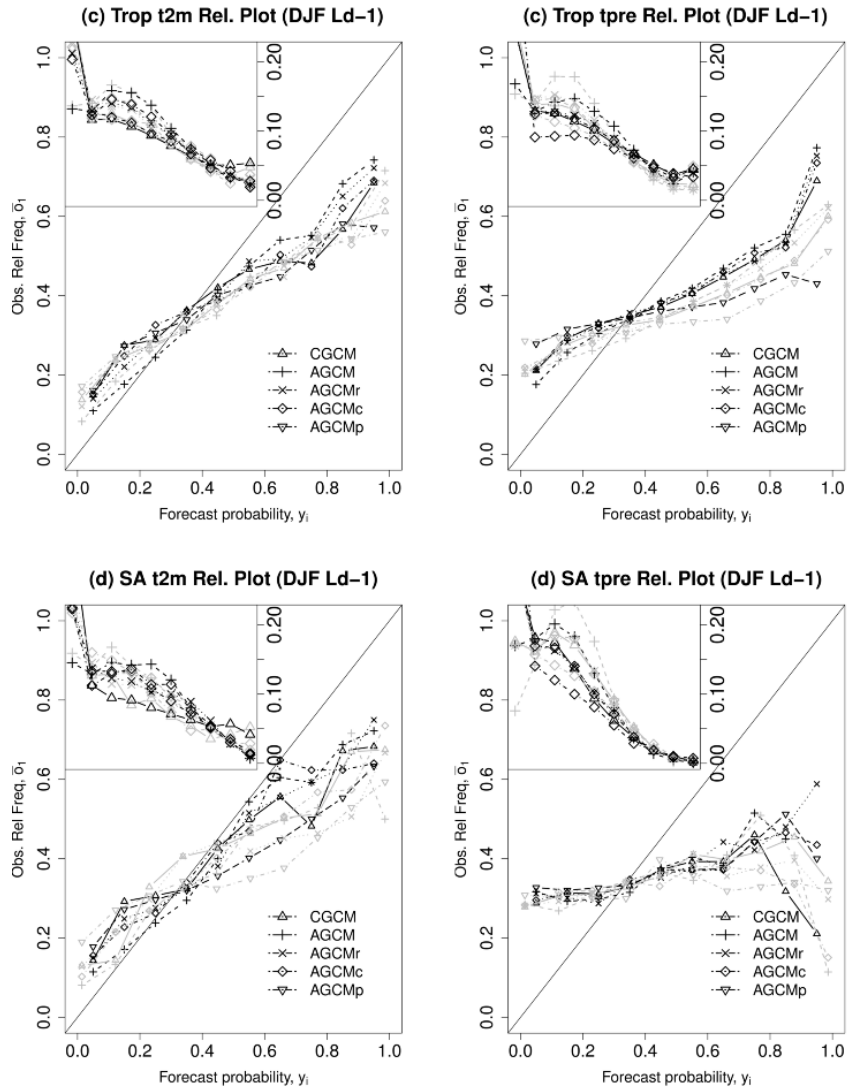 (c) Trop t2m Rel. Plot (DJF Ld−1)
Obs. Rel Freq, o̅₁
1.0
0.8
0.6
0.4
0.2
0.0
0.20
0.10
0.00
CGCM
AGCM
AGCMr
AGCMc
AGCMp
0.0 0.2 0.4 0.6 0.8 1.0
Forecast probability, yᵢ
(c) Trop tpre Rel. Plot (DJF Ld−1)
Obs. Rel Freq, o̅₁
1.0
0.8
0.6
0.4
0.2
0.0
0.20
0.10
0.00
CGCM
AGCM
AGCMr
AGCMc
AGCMp
0.0 0.2 0.4 0.6 0.8 1.0
Forecast probability, yᵢ
(d) SA t2m Rel. Plot (DJF Ld−1)
Obs. Rel Freq, o̅₁
1.0
0.8
0.6
0.4
0.2
0.0
0.20
0.10
0.00
CGCM
AGCM
AGCMr
AGCMc
AGCMp
0.0 0.2 0.4 0.6 0.8 1.0
Forecast probability, yᵢ
(d) SA tpre Rel. Plot (DJF Ld−1)
Obs. Rel Freq, o̅₁
1.0
0.8
0.6
0.4
0.2
0.0
0.20
0.10
0.00
CGCM
AGCM
AGCMr
AGCMc
AGCMp
0.0 0.2 0.4 0.6 0.8 1.0
Forecast probability, yᵢ